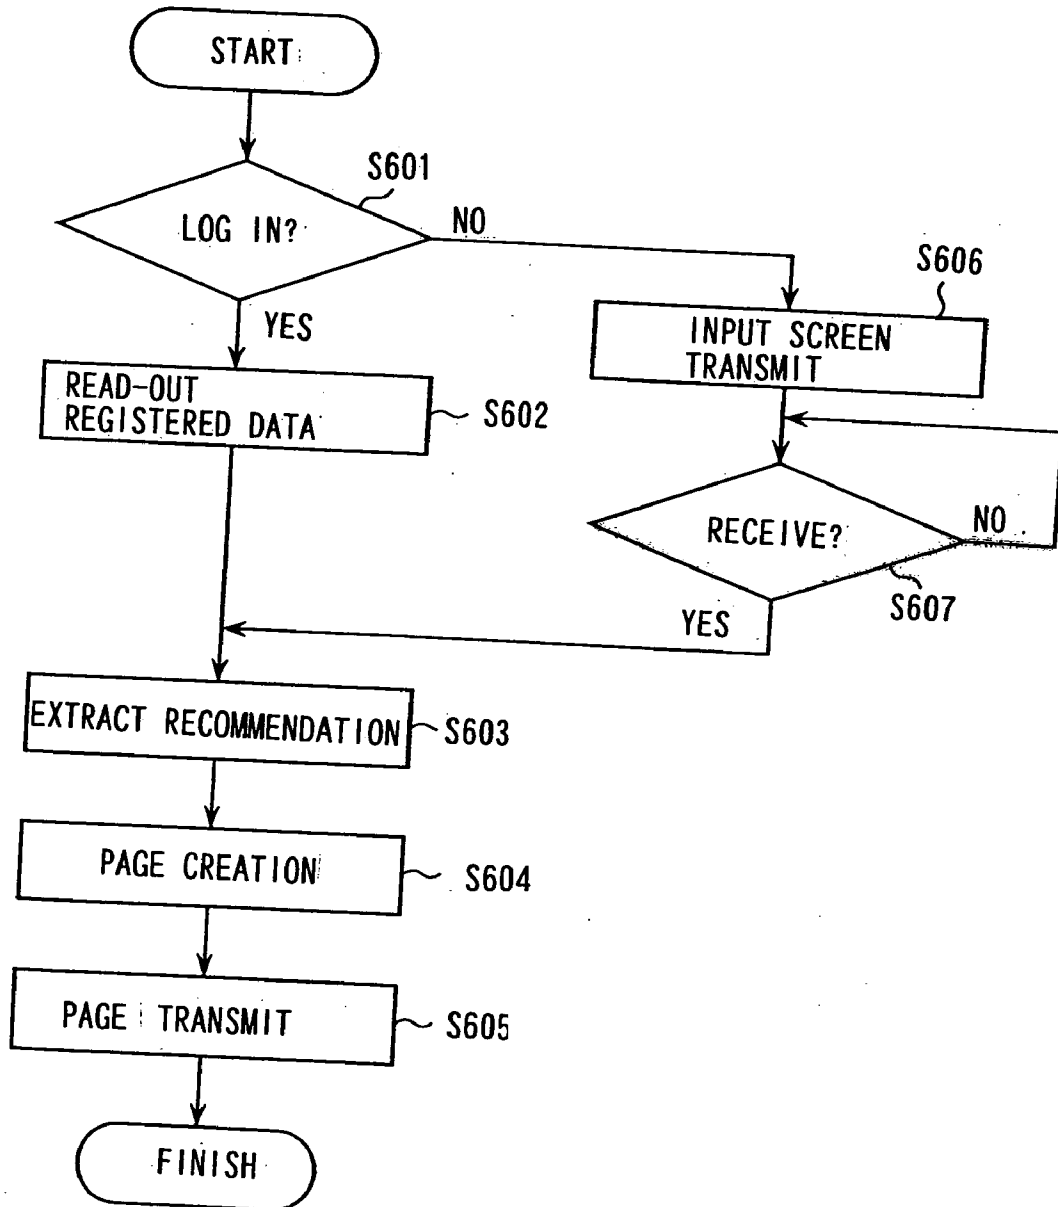 START
S601
LOG IN?
NO
YES
S606
INPUT SCREEN
TRANSMIT
READ-OUT
REGISTERED DATA
S602
RECEIVE?
NO
S607
YES
EXTRACT RECOMMENDATION
S603
PAGE CREATION
S604
PAGE TRANSMIT
S605
FINISH